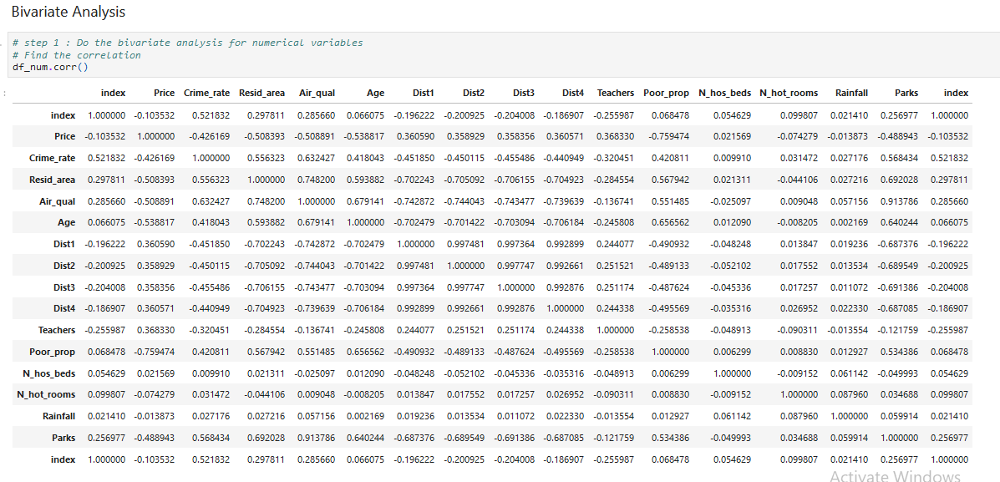 Bivariate Analysis
# step 1 : Do the bivariate analysis for numerical variables
# Find the correlation
df_num.corr()
index Price Crime_rate Resid_area Air_qual Age Dist1 Dist2 Dist3 Dist4 Teachers Poor_prop N_hos_beds N_hot_rooms Rainfall Parks index
index 1.000000 -0.103532 0.521832 0.297811 0.285660 0.066075 -0.196222 -0.200925 -0.204008 -0.186907 -0.255987 0.068478 0.054629 0.099807 0.021410 0.256977 1.000000
Price -0.103532 1.000000 -0.426169 -0.508393 -0.508891 -0.538817 0.360590 0.358929 0.358356 0.360571 0.368330 -0.759474 0.021569 -0.074279 -0.013873 -0.488943 -0.103532
Crime_rate 0.521832 -0.426169 1.000000 0.556323 0.632427 0.418043 -0.451850 -0.450115 -0.455486 -0.440949 -0.320451 0.420811 0.009910 0.031472 0.027176 0.568434 0.521832
Resid_area 0.297811 -0.508393 0.556323 1.000000 0.748200 0.593882 -0.702243 -0.705092 -0.706155 -0.704923 -0.284554 0.567942 0.021311 -0.044106 0.027216 0.692028 0.297811
Air_qual 0.285660 -0.508891 0.632427 0.748200 1.000000 0.679141 -0.742872 -0.744043 -0.743477 -0.739639 -0.136741 0.551485 -0.025097 0.009048 0.057156 0.913786 0.285660
Age 0.066075 -0.538817 0.418043 0.593882 0.679141 1.000000 -0.702479 -0.701422 -0.703094 -0.706184 -0.245808 0.656562 0.012090 -0.008205 0.002169 0.640244 0.066075
Dist1 -0.196222 0.360590 -0.451850 -0.702243 -0.742872 -0.702479 1.000000 0.997481 0.997364 0.992899 0.244077 -0.490932 -0.048248 0.013847 0.019236 -0.687376 -0.196222
Dist2 -0.200925 0.358929 -0.450115 -0.705092 -0.744043 -0.701422 0.997481 1.000000 0.997747 0.992661 0.251521 -0.489133 -0.052102 0.017552 0.013534 -0.689549 -0.200925
Dist3 -0.204008 0.358356 -0.455486 -0.706155 -0.743477 -0.703094 0.997364 0.997747 1.000000 0.992876 0.251174 -0.487624 -0.045336 0.017257 0.011072 -0.691386 -0.204008
Dist4 -0.186907 0.360571 -0.440949 -0.704923 -0.739639 -0.706184 0.992899 0.992661 0.992876 1.000000 0.244338 -0.495569 -0.035316 0.026952 0.022330 -0.687085 -0.186907
Teachers -0.255987 0.368330 -0.320451 -0.284554 -0.136741 -0.245808 0.244077 0.251521 0.251174 0.244338 1.000000 -0.258538 -0.048913 -0.090311 -0.013554 -0.121759 -0.255987
Poor_prop 0.068478 -0.759474 0.420811 0.567942 0.551485 0.656562 -0.490932 -0.489133 -0.487624 -0.495569 -0.258538 1.000000 0.006299 0.008830 0.012927 0.534386 0.068478
N_hos_beds 0.054629 0.021569 0.009910 0.021311 -0.025097 0.012090 -0.048248 -0.052102 -0.045336 -0.035316 -0.048913 0.006299 1.000000 -0.009152 0.061142 -0.049993 0.054629
N_hot_rooms 0.099807 -0.074279 0.031472 -0.044106 0.009048 -0.008205 0.013847 0.017552 0.017257 0.026952 -0.090311 0.008830 -0.009152 1.000000 0.087960 0.034688 0.099807
Rainfall 0.021410 -0.013873 0.027176 0.027216 0.057156 0.002169 0.019236 0.013534 0.011072 0.022330 -0.013554 0.012927 0.061142 0.087960 1.000000 0.059914 0.021410
Parks 0.256977 -0.488943 0.568434 0.692028 0.913786 0.640244 -0.687376 -0.689549 -0.691386 -0.687085 -0.121759 0.534386 -0.049993 0.034688 0.059914 1.000000 0.256977
index 1.000000 -0.103532 0.521832 0.297811 0.285660 0.066075 -0.196222 -0.200925 -0.204008 -0.186907 -0.255987 0.068478 0.054629 0.099807 0.021410 0.256977 1.000000
Activate Windows